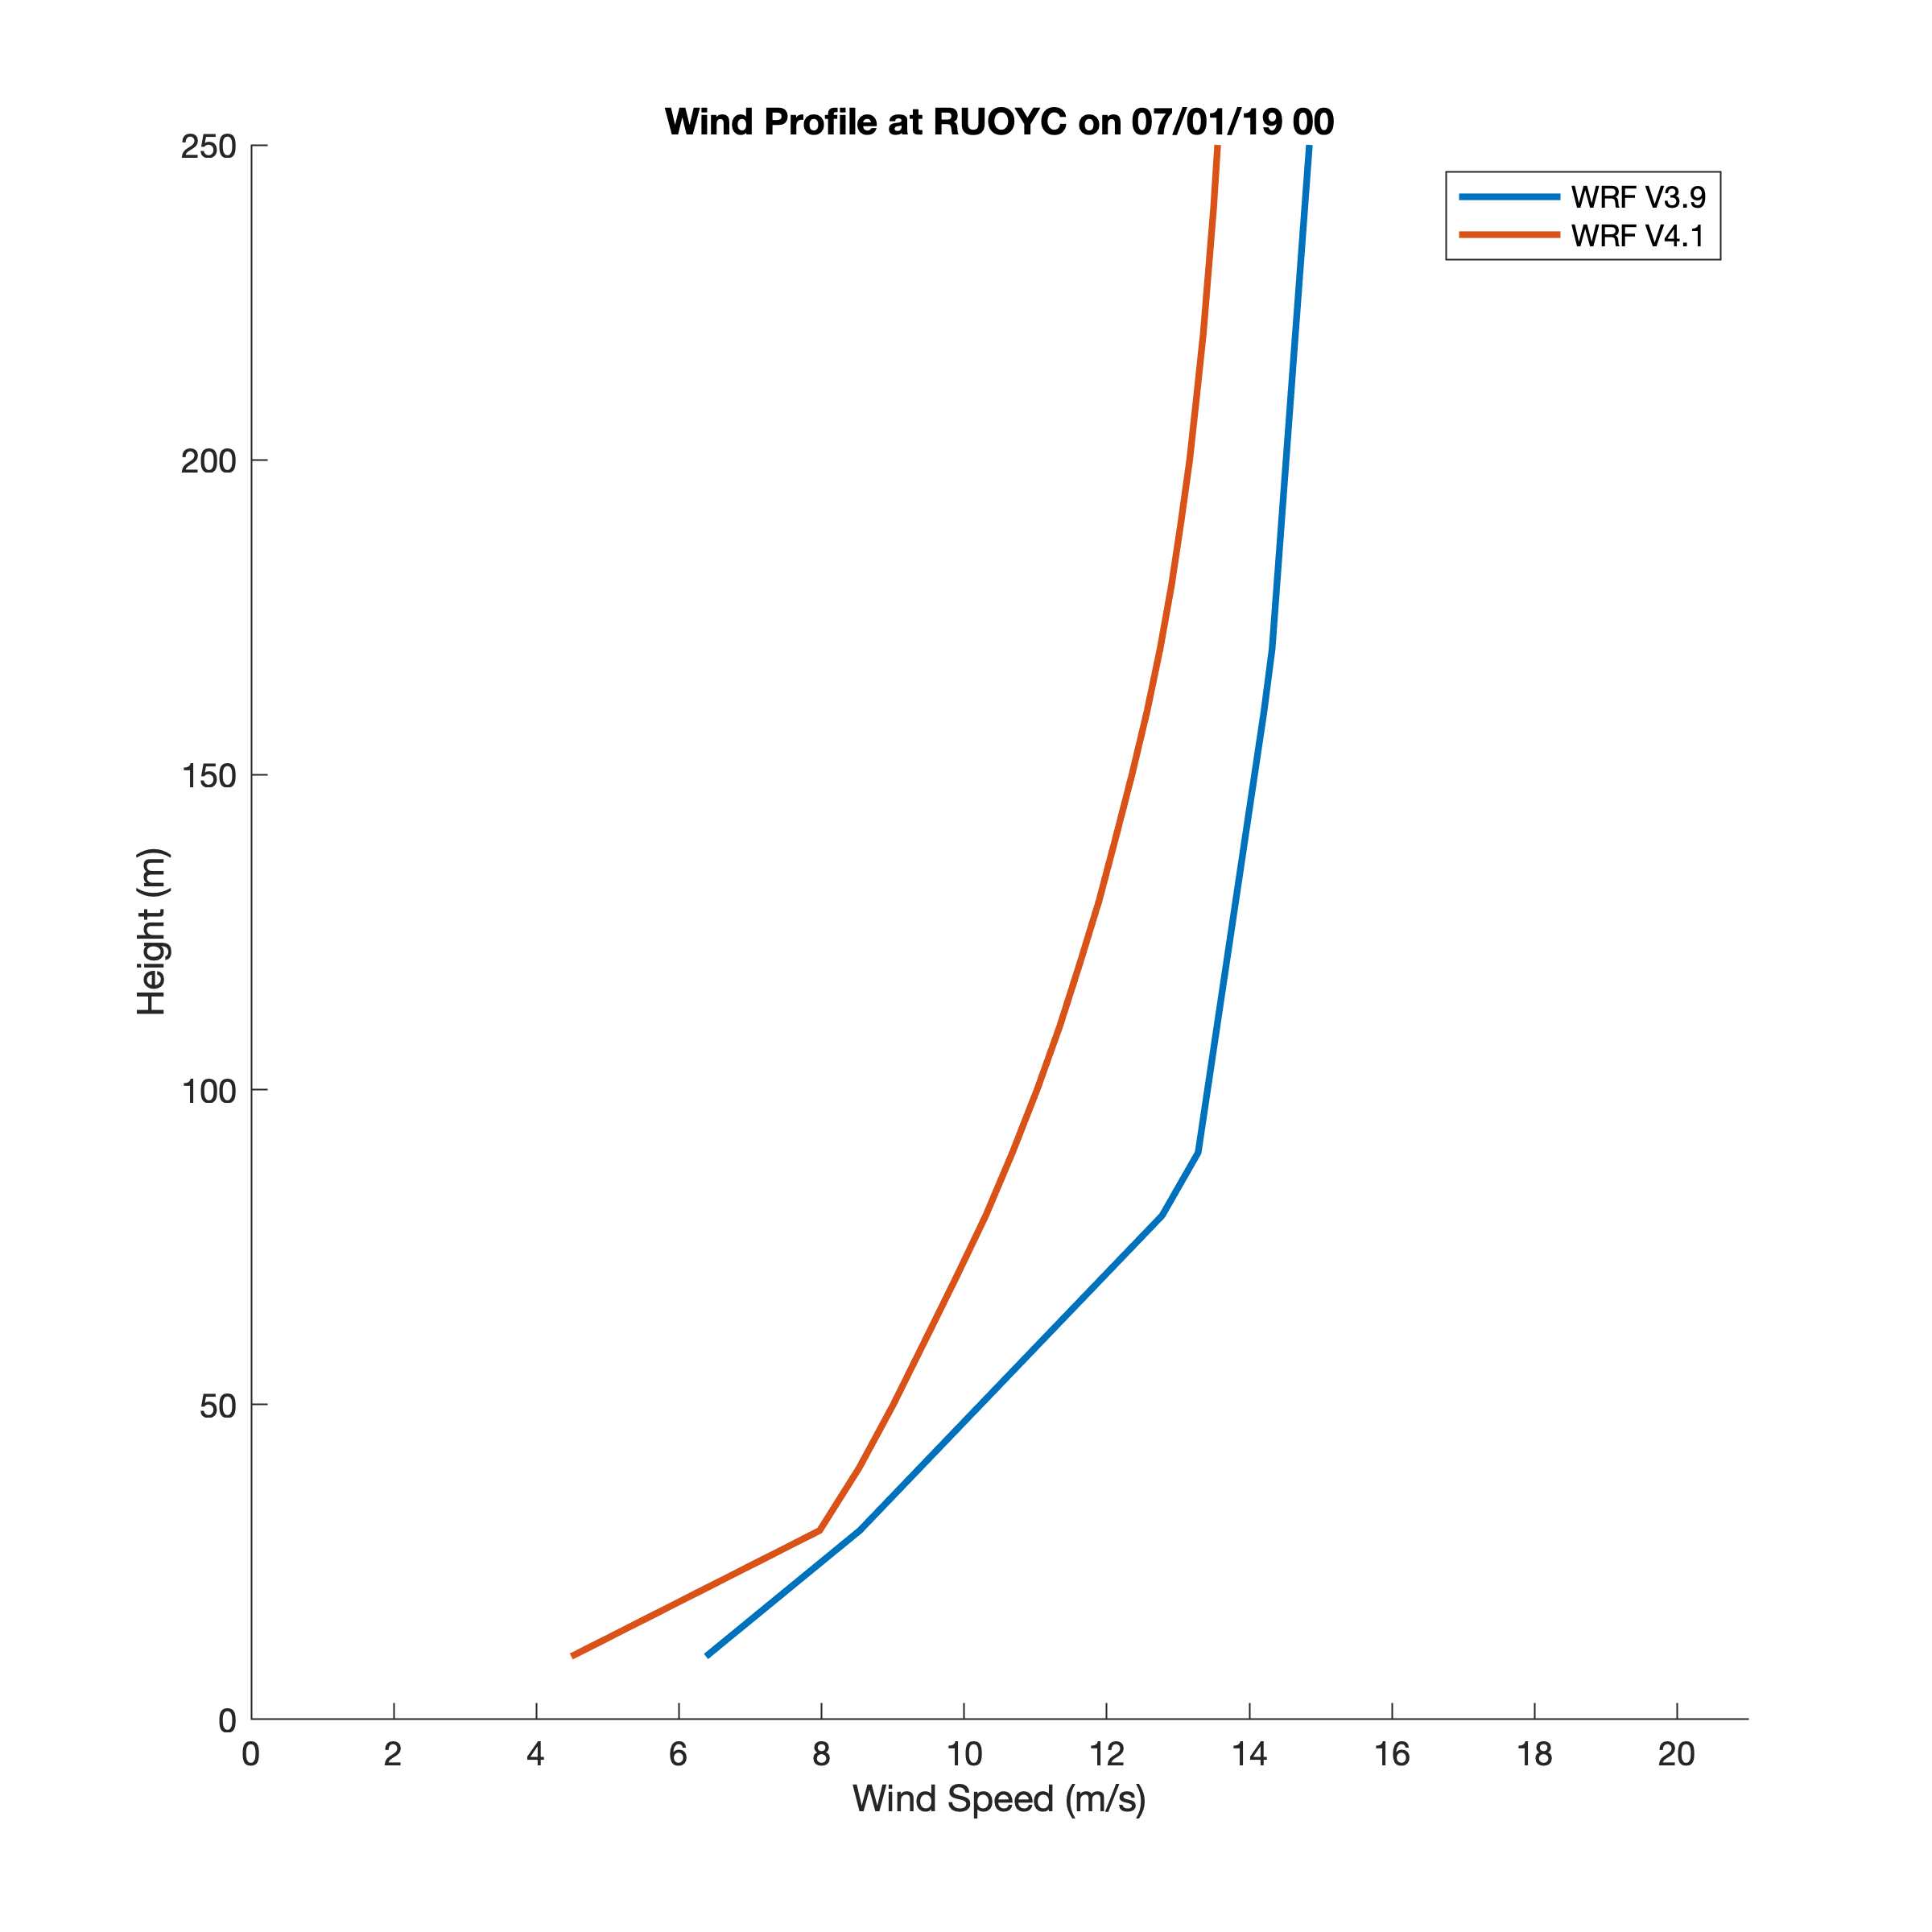 Wind Profile at RUOYC on 07/01/19 00
WRF V3.9
WRF V4.1
250
200
150
100
50
0
Height (m)
0 2 4 6 8 10 12 14 16 18 20
Wind Speed (m/s)